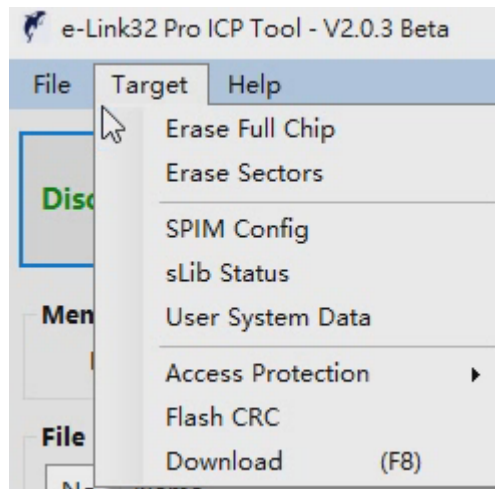 e-Link32 Pro ICP Tool - V2.0.3 Beta
File Target Help
Erase Full Chip
Erase Sectors
SPIM Config
sLib Status
User System Data
Access Protection
Flash CRC
File
Download (F8)